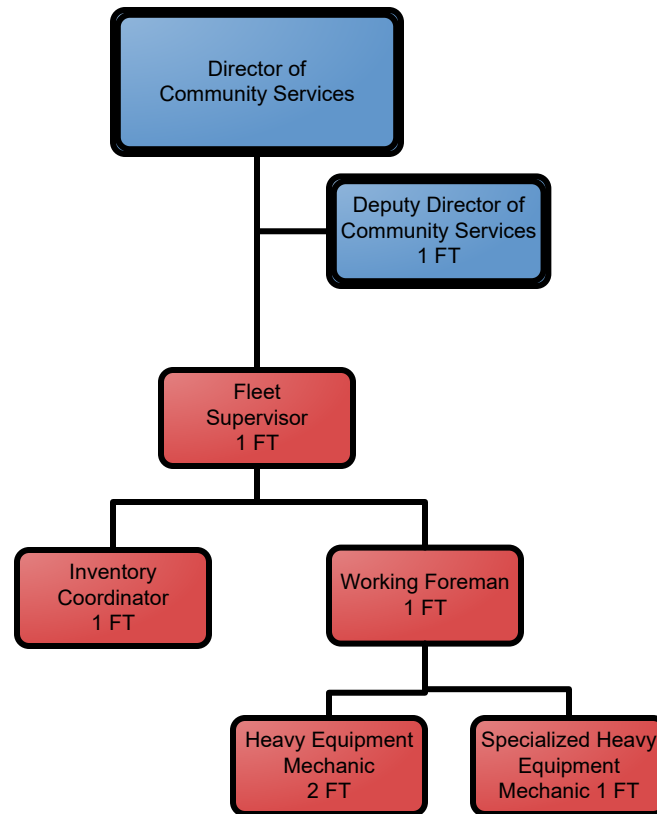 Director of
Community Services
Deputy Director of
Community Services
1 FT
Fleet
Supervisor
1 FT
Inventory
Coordinator
1 FT
Working Foreman
1 FT
Heavy Equipment
Mechanic
2 FT
Specialized Heavy
Equipment
Mechanic 1 FT